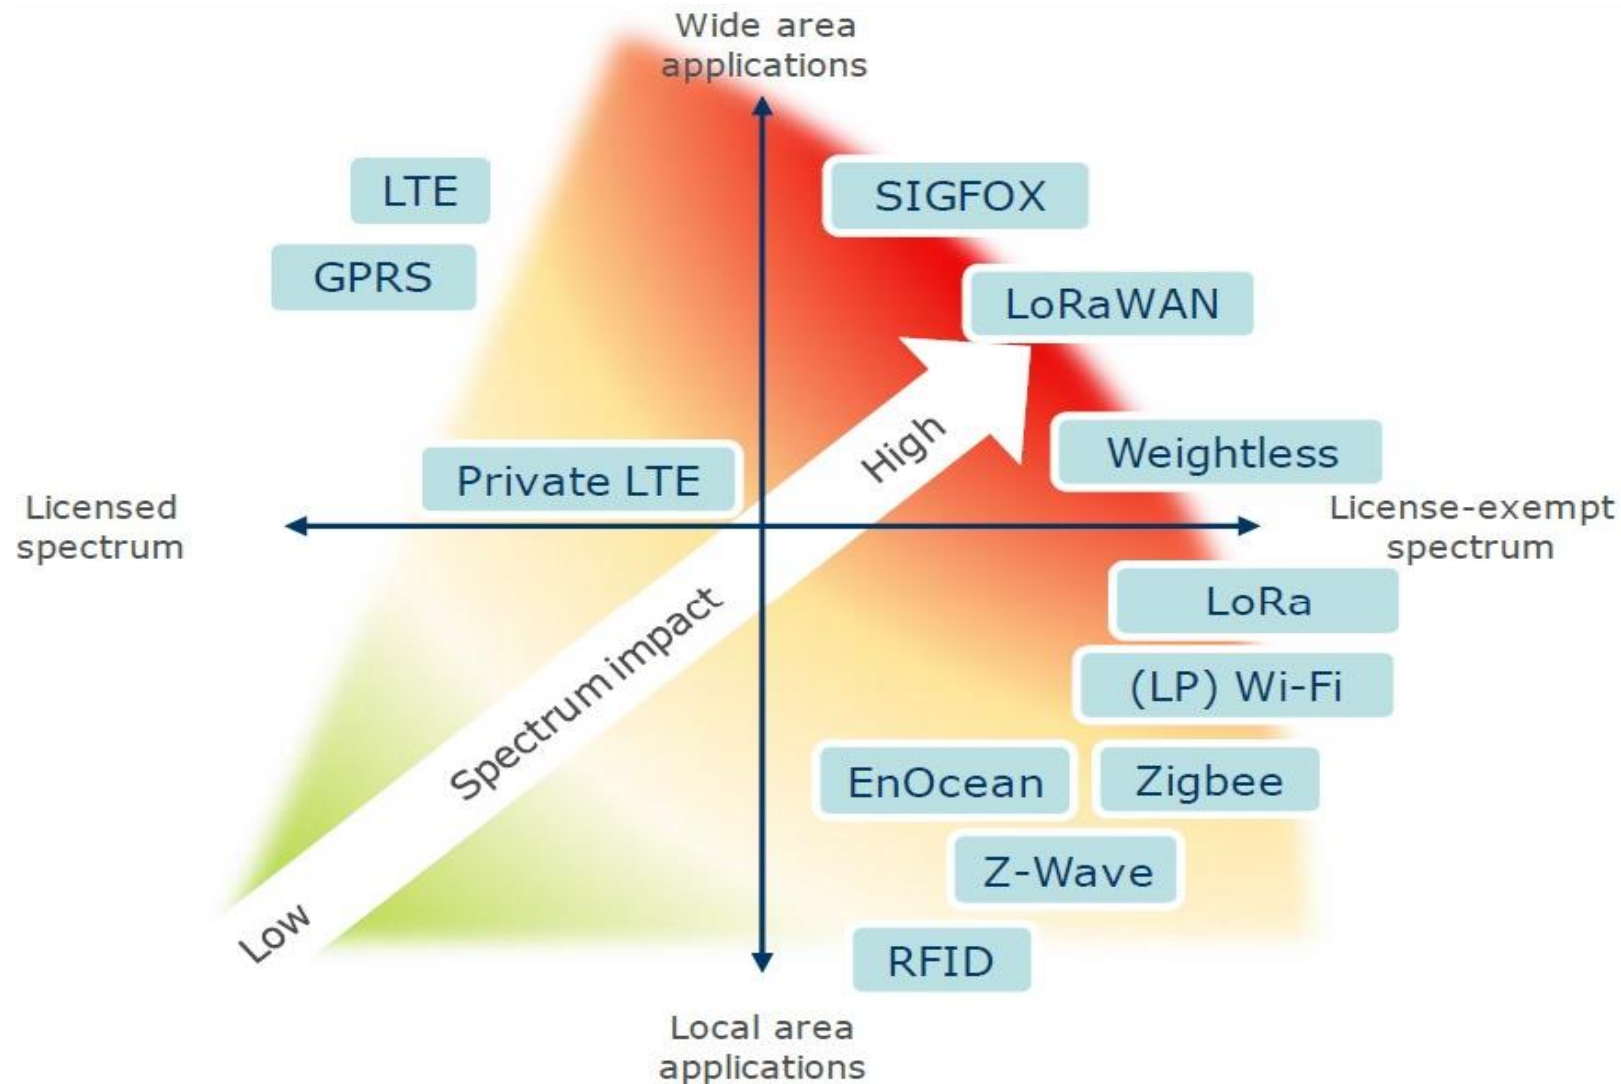 Wide area
applications
LTE
SIGFOX
GPRS
LoRaWAN
High
Weightless
Private LTE
Licensed
spectrum
License-exempt
spectrum
LoRa
Spectrum impact
(LP) Wi-Fi
EnOcean
Zigbee
Z-Wave
Low
RFID
Local area
applications